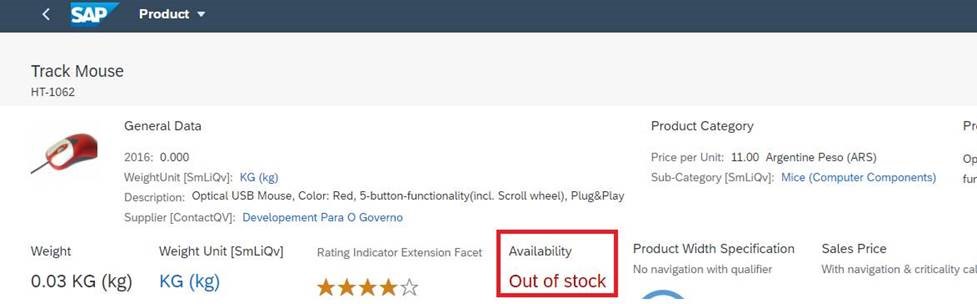 SAP Product
Track Mouse
HT-1062
General Data
2016: 0.000
WeightUnit [SmLiQv]: KG (kg)
Description: Optical USB Mouse, Color: Red, 5-button-functionality(incl. Scroll wheel), Plug&Play
Supplier [ContactQV]: Developement Para O Governo
Product Category
Price per Unit: 11.00 Argentine Peso (ARS)
Sub-Category [SmLiQv]: Mice (Computer Components)
Weight
0.03 KG (kg)
Weight Unit [SmLiQv]
KG (kg)
Rating Indicator Extension Facet
Availability
Out of stock
Product Width Specification
No navigation with qualifier
Sales Price
With navigation & criticality cal